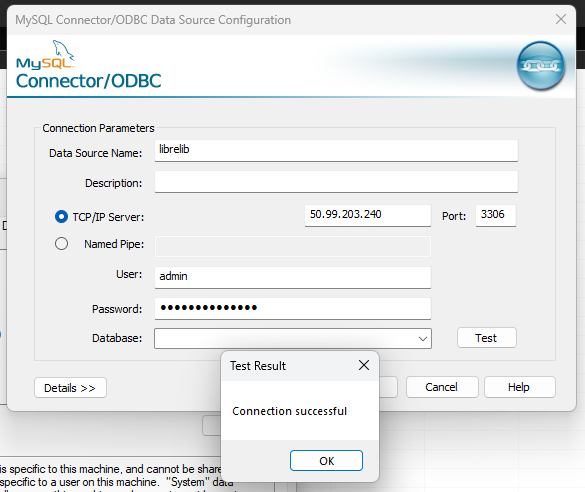 MySQL Connector/ODBC Data Source Configuration
MySQL
Connector/ODBC
Connection Parameters
Data Source Name: librelib
Description:
TCP/IP Server: 50.99.203.240 Port: 3306
Named Pipe:
User: admin
Password: ••••••••••••••
Database: Test
Test Result
Details >> Cancel Help
Connection successful
OK
is specific to this machine, and cannot be share
specific to a user on this machine. "System" data